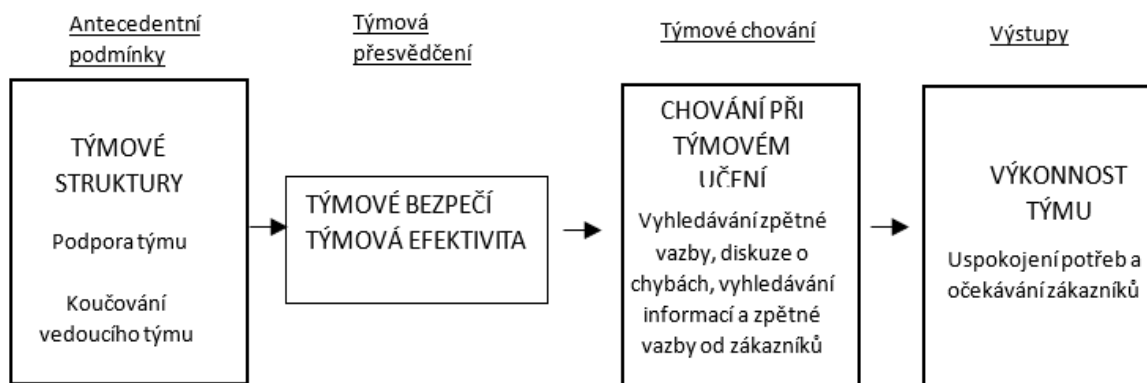 Antecedentní
podmínky
Týmová
přesvědčení
Týmové chování
Výstupy
TÝMOVÉ
STRUKTURY
Podpora týmu
Koučování
vedoucího týmu
TÝMOVÉ BEZPEČÍ
TÝMOVÁ EFEKTIVITA
CHOVÁNÍ PŘI
TÝMOVÉM
UČENÍ
Vyhledávání zpětné
vazby, diskuze o
chybách, vyhledávání
informací a zpětné
vazby od zákazníků
VÝKONNOST
TÝMU
Uspokojení potřeb a
očekávání zákazníků